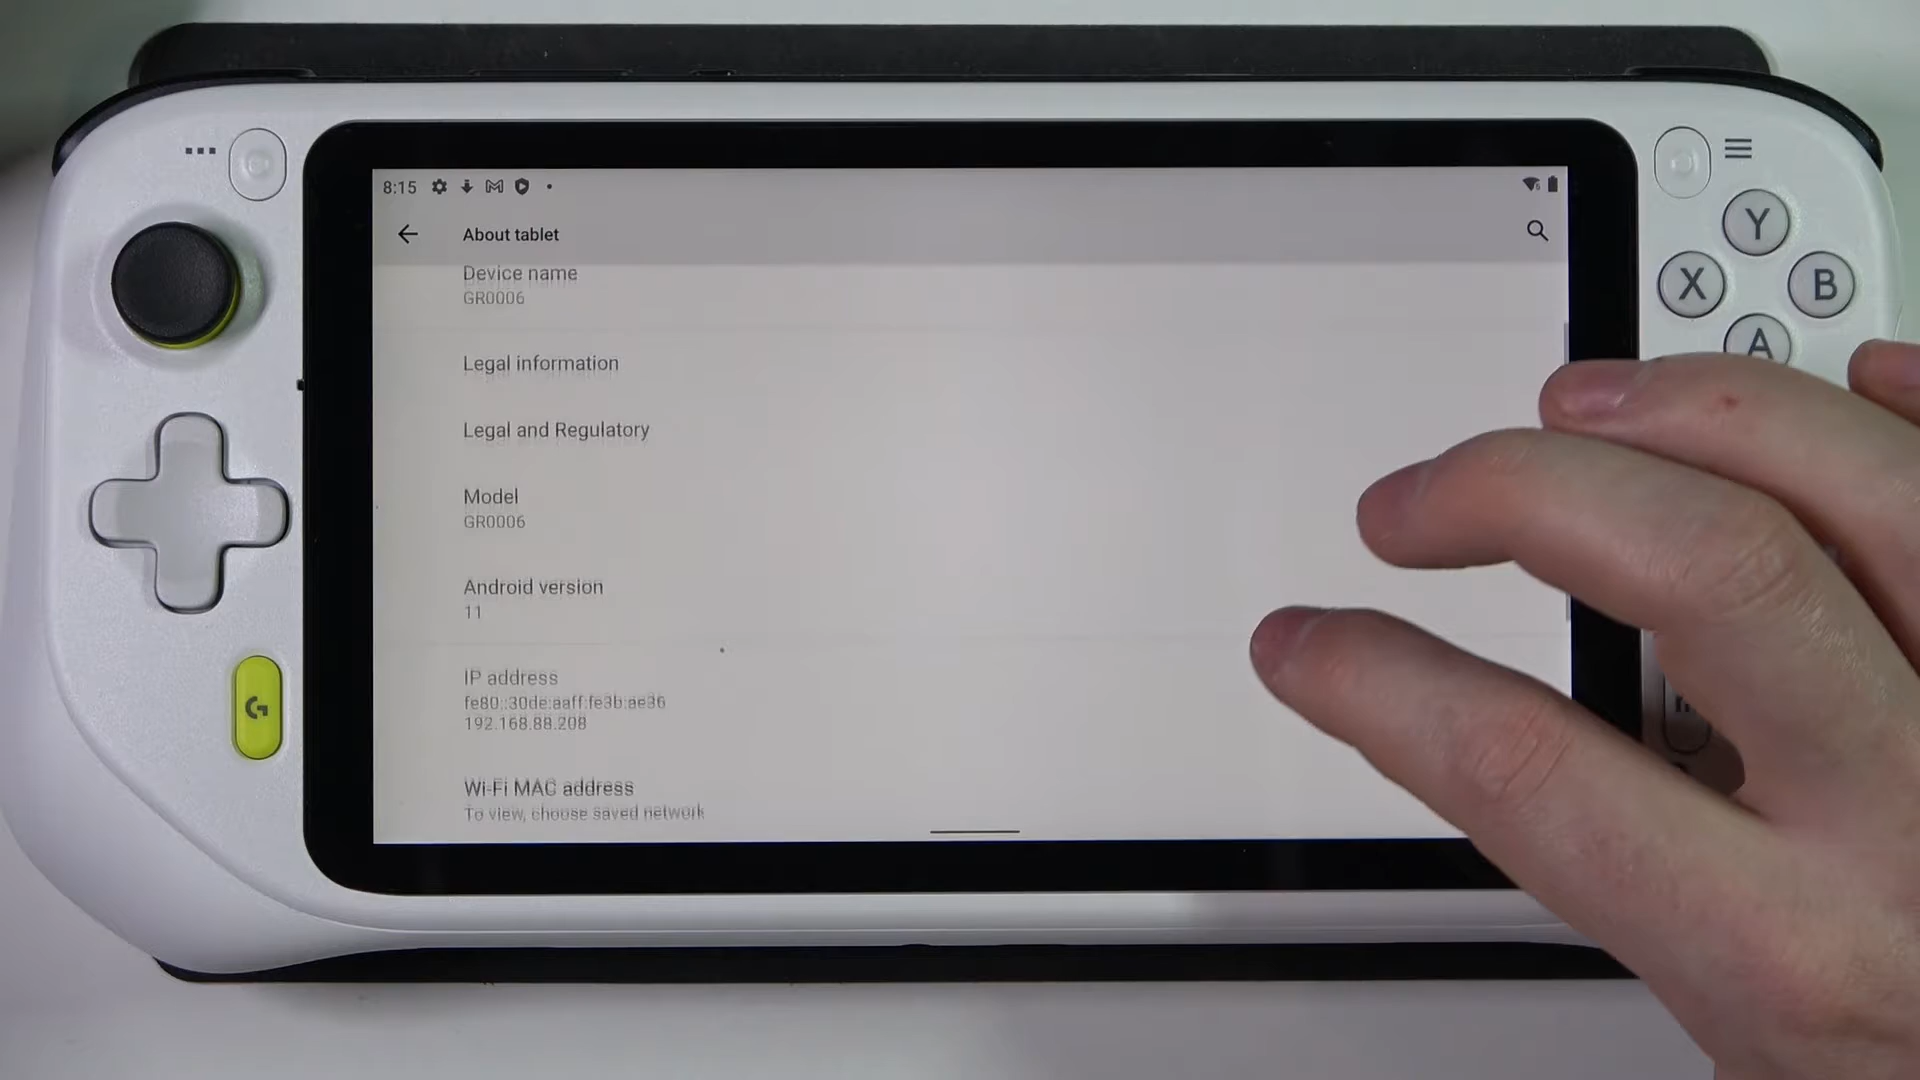 8:15
About tablet
Device name
GR0006
Legal information
Legal and Regulatory
Model
GR0006
Android version
11
IP address
fe80::30de:aaff:fe3b:ae36
192.168.88.208
Wi-Fi MAC address
To view, choose saved network
Y
X
B
A
G